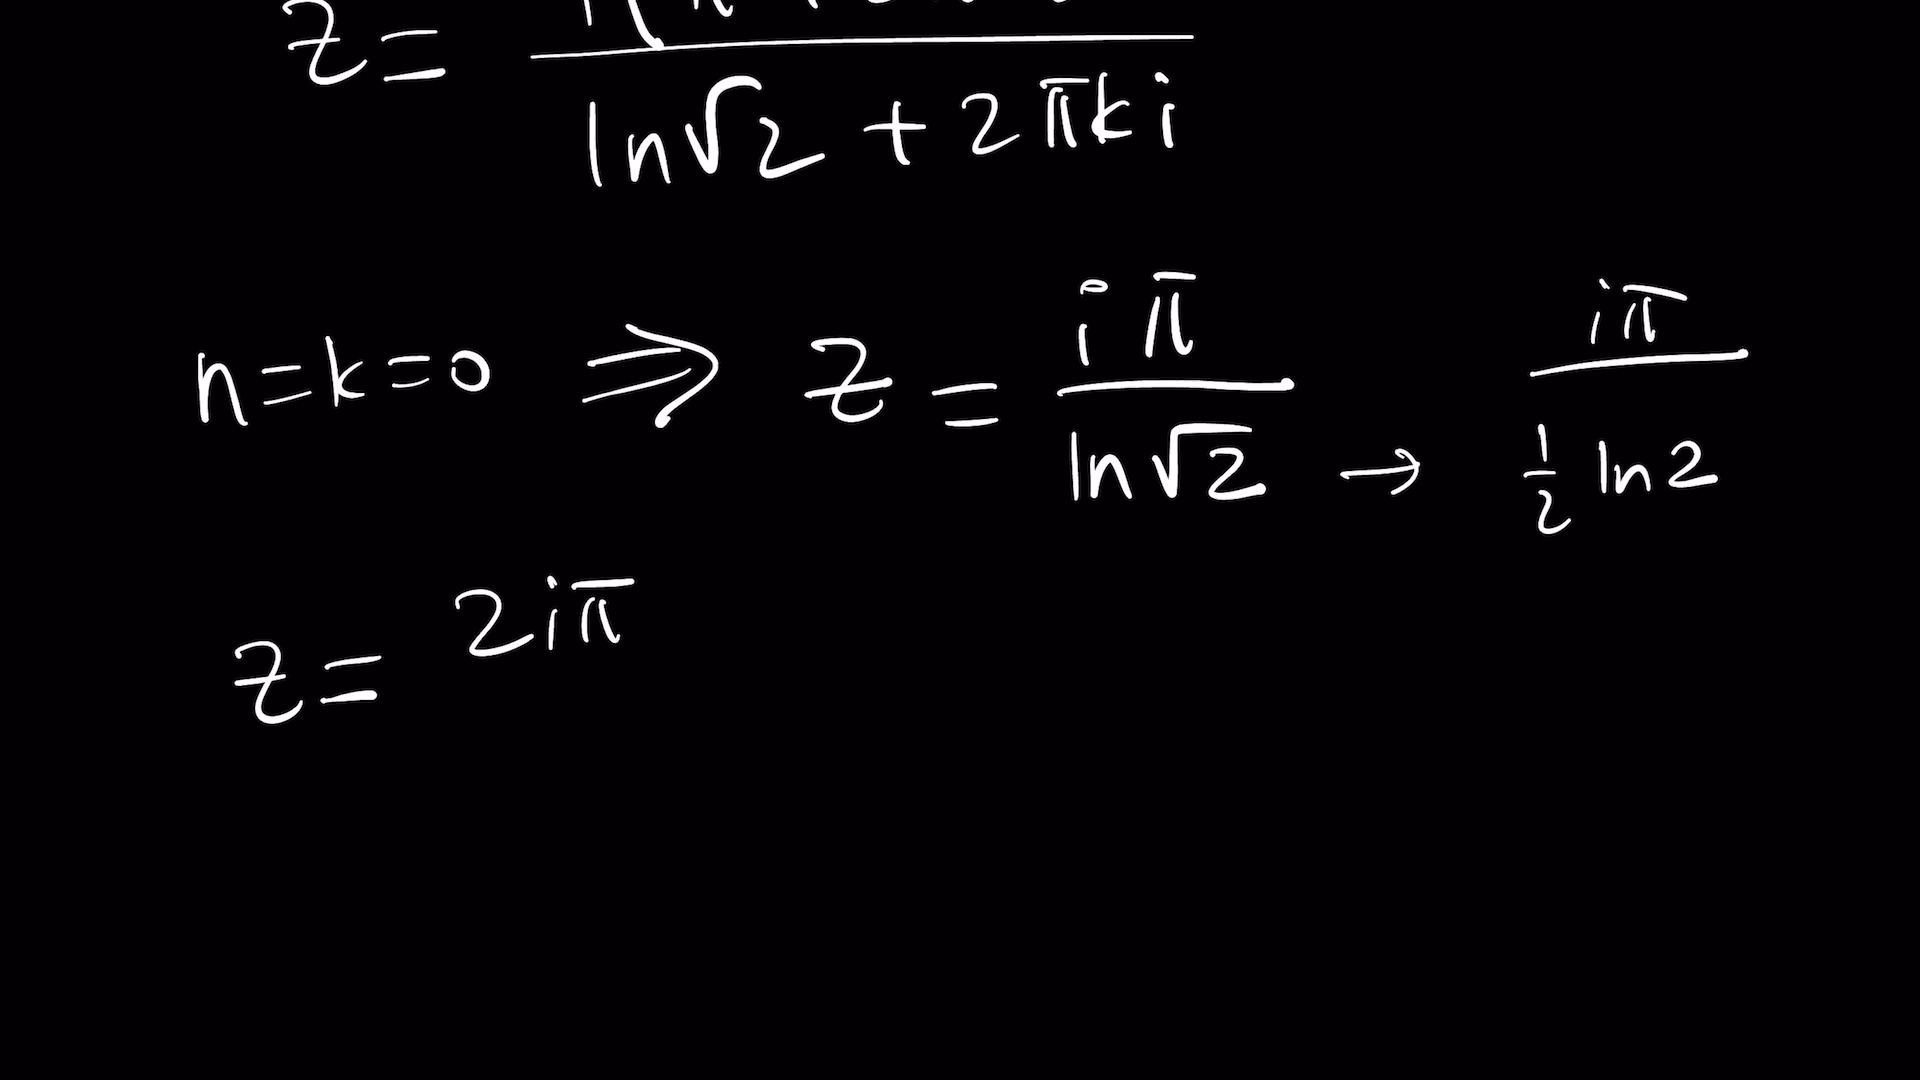 z =
ln√2 + 2πki
n=k=0 ⇒ z = iπ / ln√2 → iπ / ½ ln2
z = 2iπ